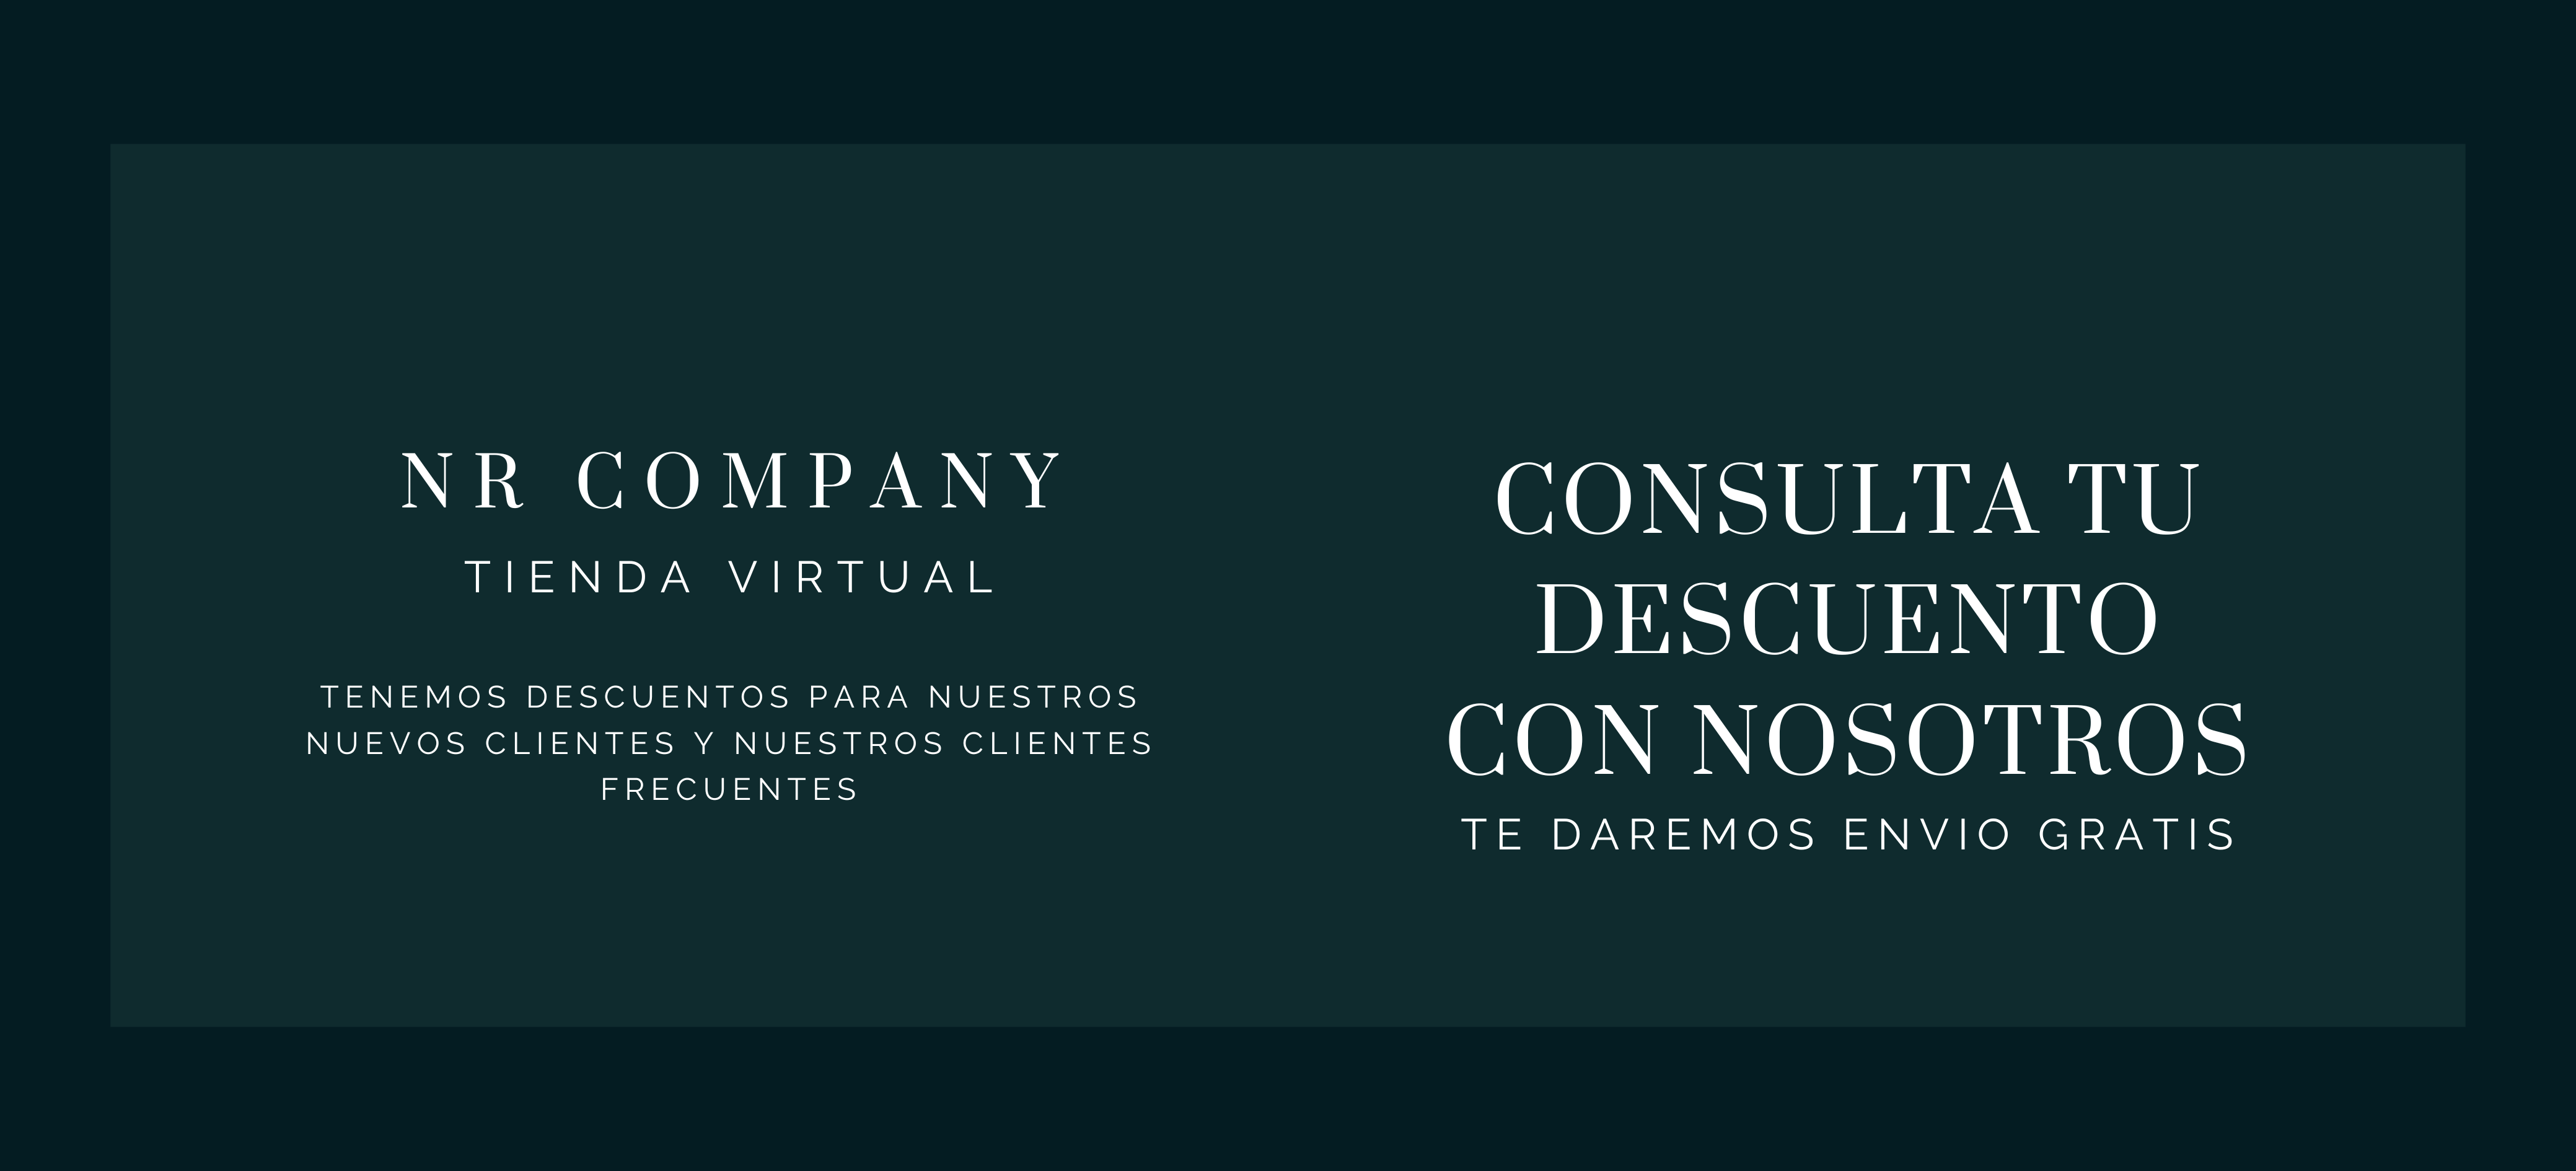 NR COMPANY
TIENDA VIRTUAL
TENEMOS DESCUENTOS PARA NUESTROS
NUEVOS CLIENTES Y NUESTROS CLIENTES
FRECUENTES
CONSULTA TU
DESCUENTO
CON NOSOTROS
TE DAREMOS ENVIO GRATIS